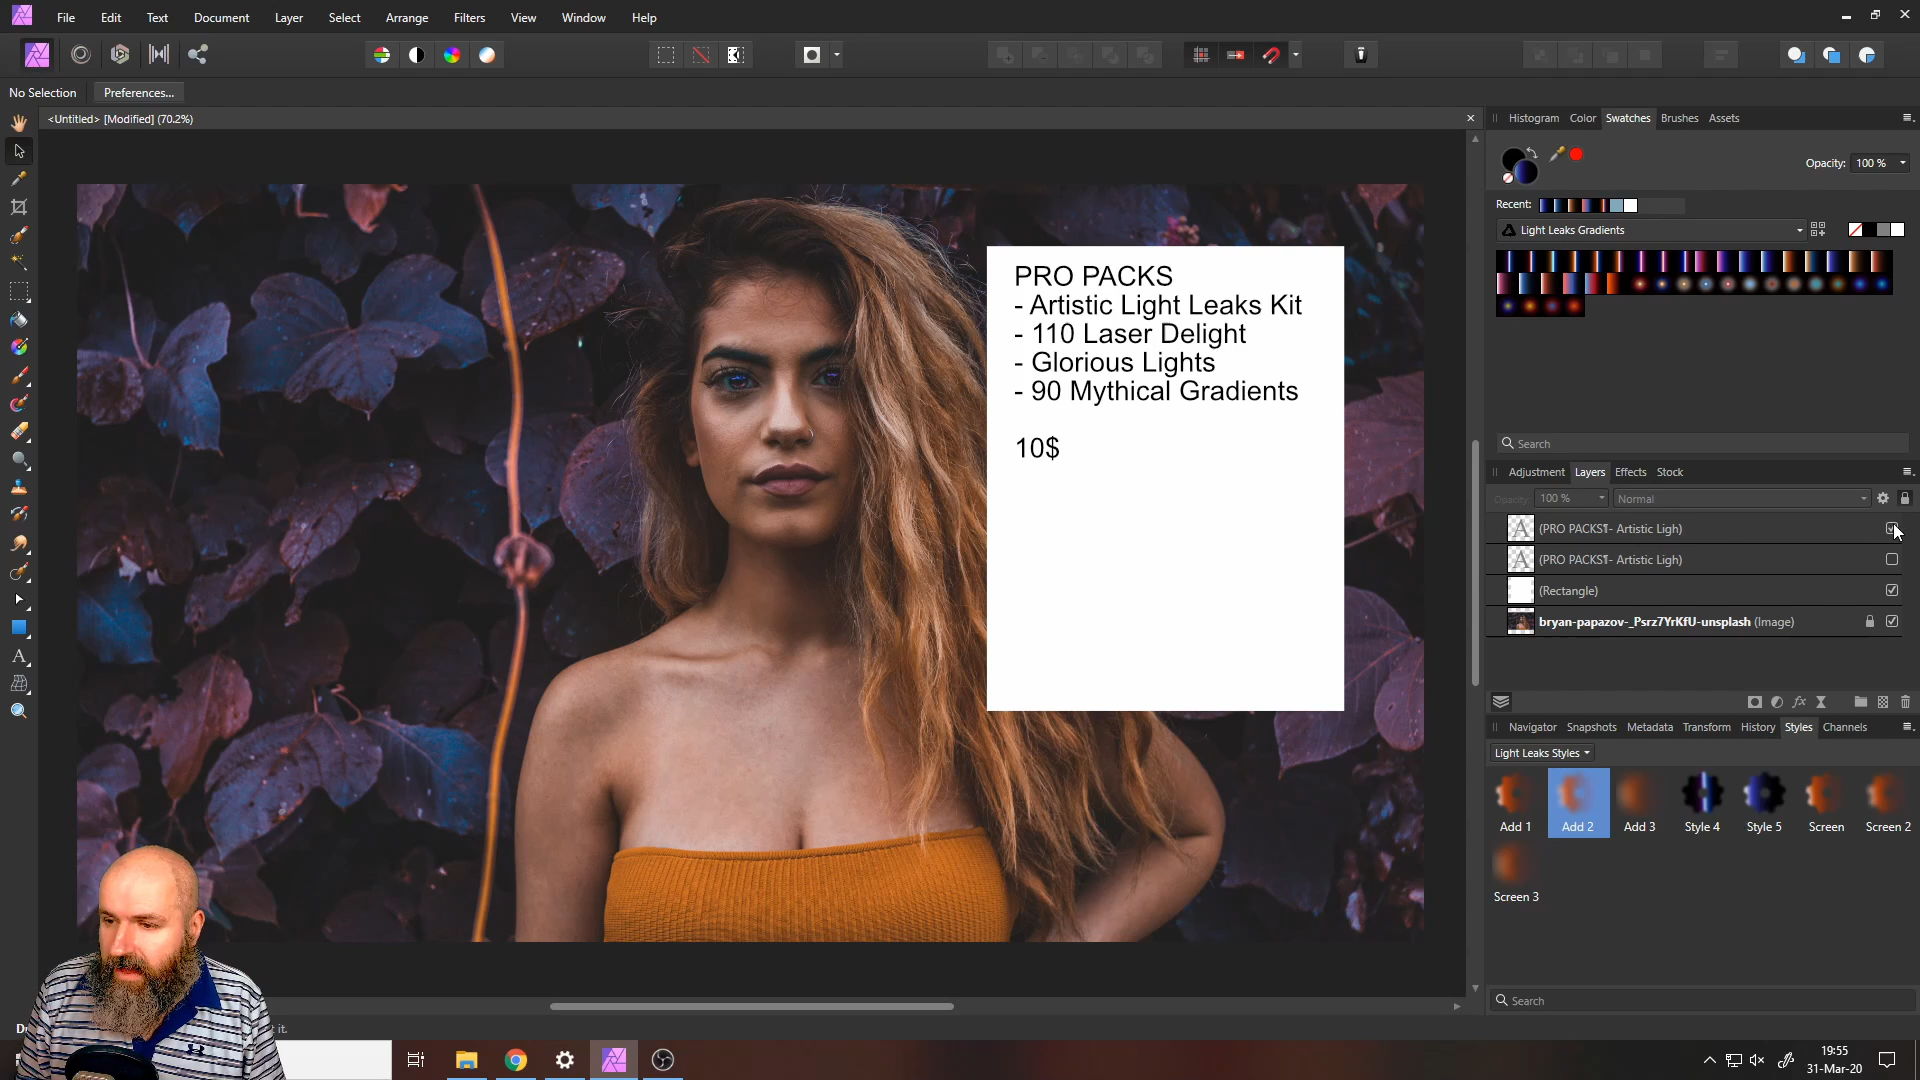 File Edit Text Document Layer Select Arrange Filters View Window Help
No Selection Preferences...
<Untitled> [Modified] (70.2%)
Histogram Color Swatches Brushes Assets
Opacity: 100 %
Recent:
Light Leaks Gradients
PRO PACKS
- Artistic Light Leaks Kit
- 110 Laser Delight
- Glorious Lights
- 90 Mythical Gradients
10$
Search
Adjustment Layers Effects Stock
Opacity: 100 % Normal
(PRO PACKS¶- Artistic Ligh)
(PRO PACKS¶- Artistic Ligh)
(Rectangle)
bryan-papazov-_Psrz7YrKfU-unsplash (Image)
Navigator Snapshots Metadata Transform History Styles Channels
Light Leaks Styles
Add 1 Add 2 Add 3 Style 4 Style 5 Screen Screen 2
Screen 3
Search
it.
19:55
31-Mar-20